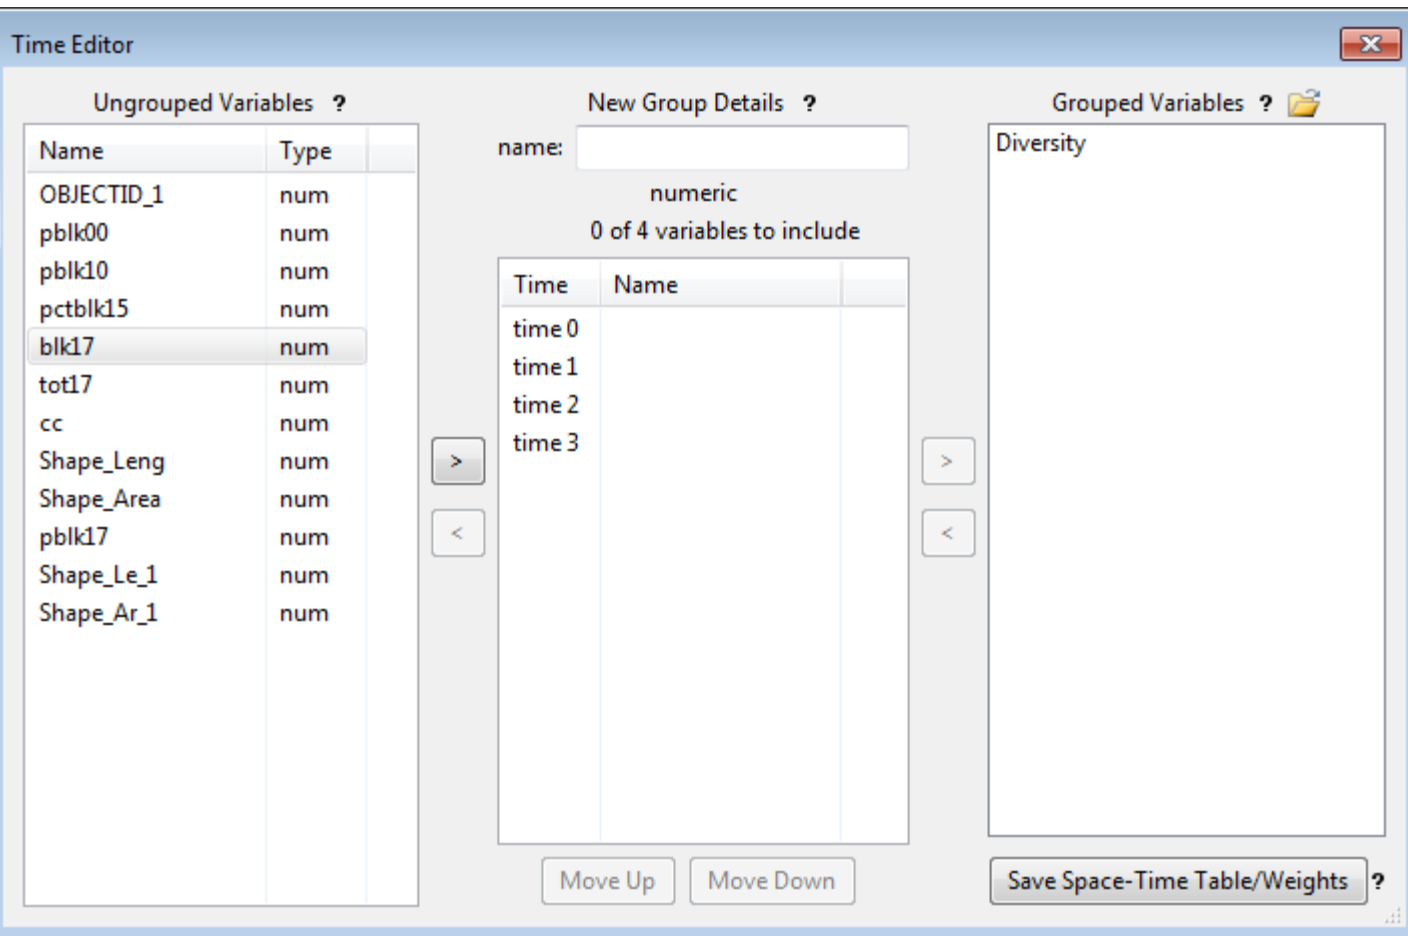 Time Editor
Ungrouped Variables ?
Name Type
OBJECTID_1 num
pblk00 num
pblk10 num
pctblk15 num
blk17 num
tot17 num
cc num
Shape_Leng num
Shape_Area num
pblk17 num
Shape_Le_1 num
Shape_Ar_1 num
>
<
New Group Details ?
name:
numeric
0 of 4 variables to include
Time Name
time 0
time 1
time 2
time 3
Move Up Move Down
>
<
Grouped Variables ?
Diversity
Save Space-Time Table/Weights ?